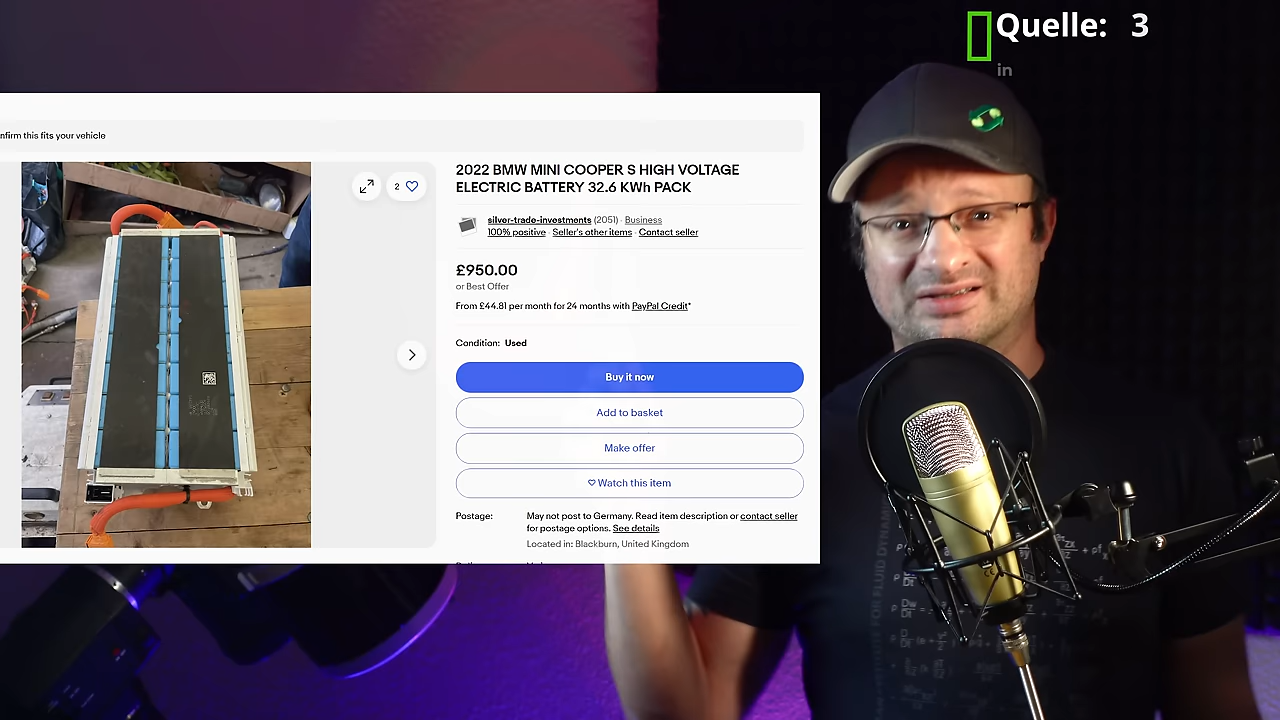 Quelle: 3
in
nfirm this fits your vehicle
2022 BMW MINI COOPER S HIGH VOLTAGE
ELECTRIC BATTERY 32.6 KWh PACK
2
silver-trade-investments (2051) · Business
100% positive · Seller's other items · Contact seller
£950.00
or Best Offer
From £44.81 per month for 24 months with PayPal Credit*
Condition: Used
Buy it now
Add to basket
Make offer
Watch this item
Postage: May not post to Germany. Read item description or contact seller
for postage options. See details
Located in: Blackburn, United Kingdom
FOR FLUID DYNAM